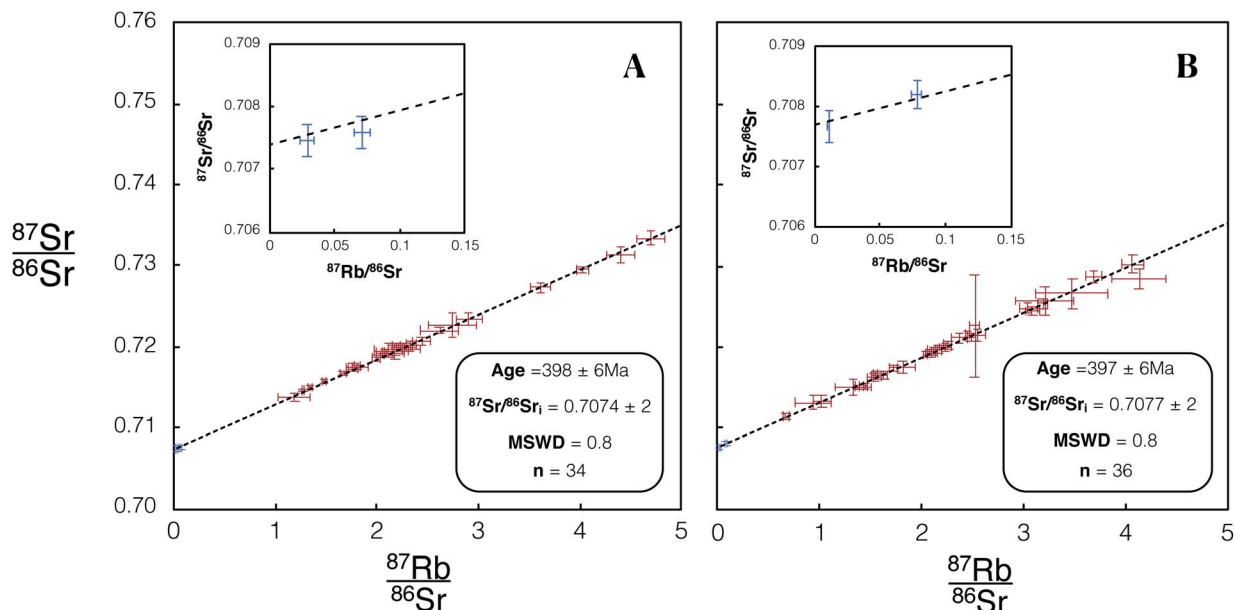 0.76
0.75
0.74
0.73
0.72
0.71
0.70
⁸⁷Sr
⁸⁶Sr
A
0.709
0.708
0.707
0.706
⁸⁷Sr/⁸⁶Sr
0
0.05
0.1
0.15
⁸⁷Rb/⁸⁶Sr
Age =398 ± 6Ma
⁸⁷Sr/⁸⁶Srᵢ = 0.7074 ± 2
MSWD = 0.8
n = 34
0
1
2
3
4
5
⁸⁷Rb
⁸⁶Sr
B
0.709
0.708
0.707
0.706
⁸⁷Sr/⁸⁶Sr
0
0.05
0.1
0.15
⁸⁷Rb/⁸⁶Sr
Age =397 ± 6Ma
⁸⁷Sr/⁸⁶Srᵢ = 0.7077 ± 2
MSWD = 0.8
n = 36
0
1
2
3
4
5
⁸⁷Rb
⁸⁶Sr